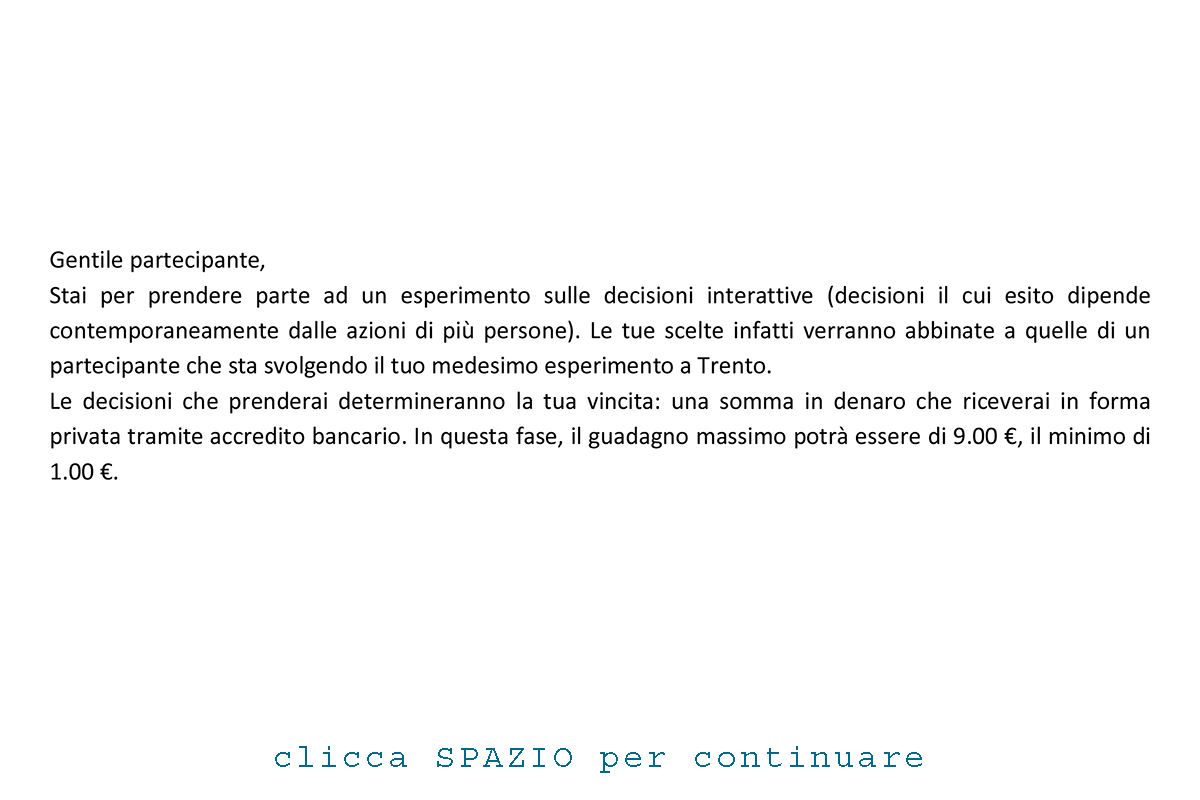 Gentile partecipante,
Stai per prendere parte ad un esperimento sulle decisioni interattive (decisioni il cui esito dipende
contemporaneamente dalle azioni di più persone). Le tue scelte infatti verranno abbinate a quelle di un
partecipante che sta svolgendo il tuo medesimo esperimento a Trento.
Le decisioni che prenderai determineranno la tua vincita: una somma in denaro che riceverai in forma
privata tramite accredito bancario. In questa fase, il guadagno massimo potrà essere di 9.00 €, il minimo di
1.00 €.
clicca SPAZIO per continuare